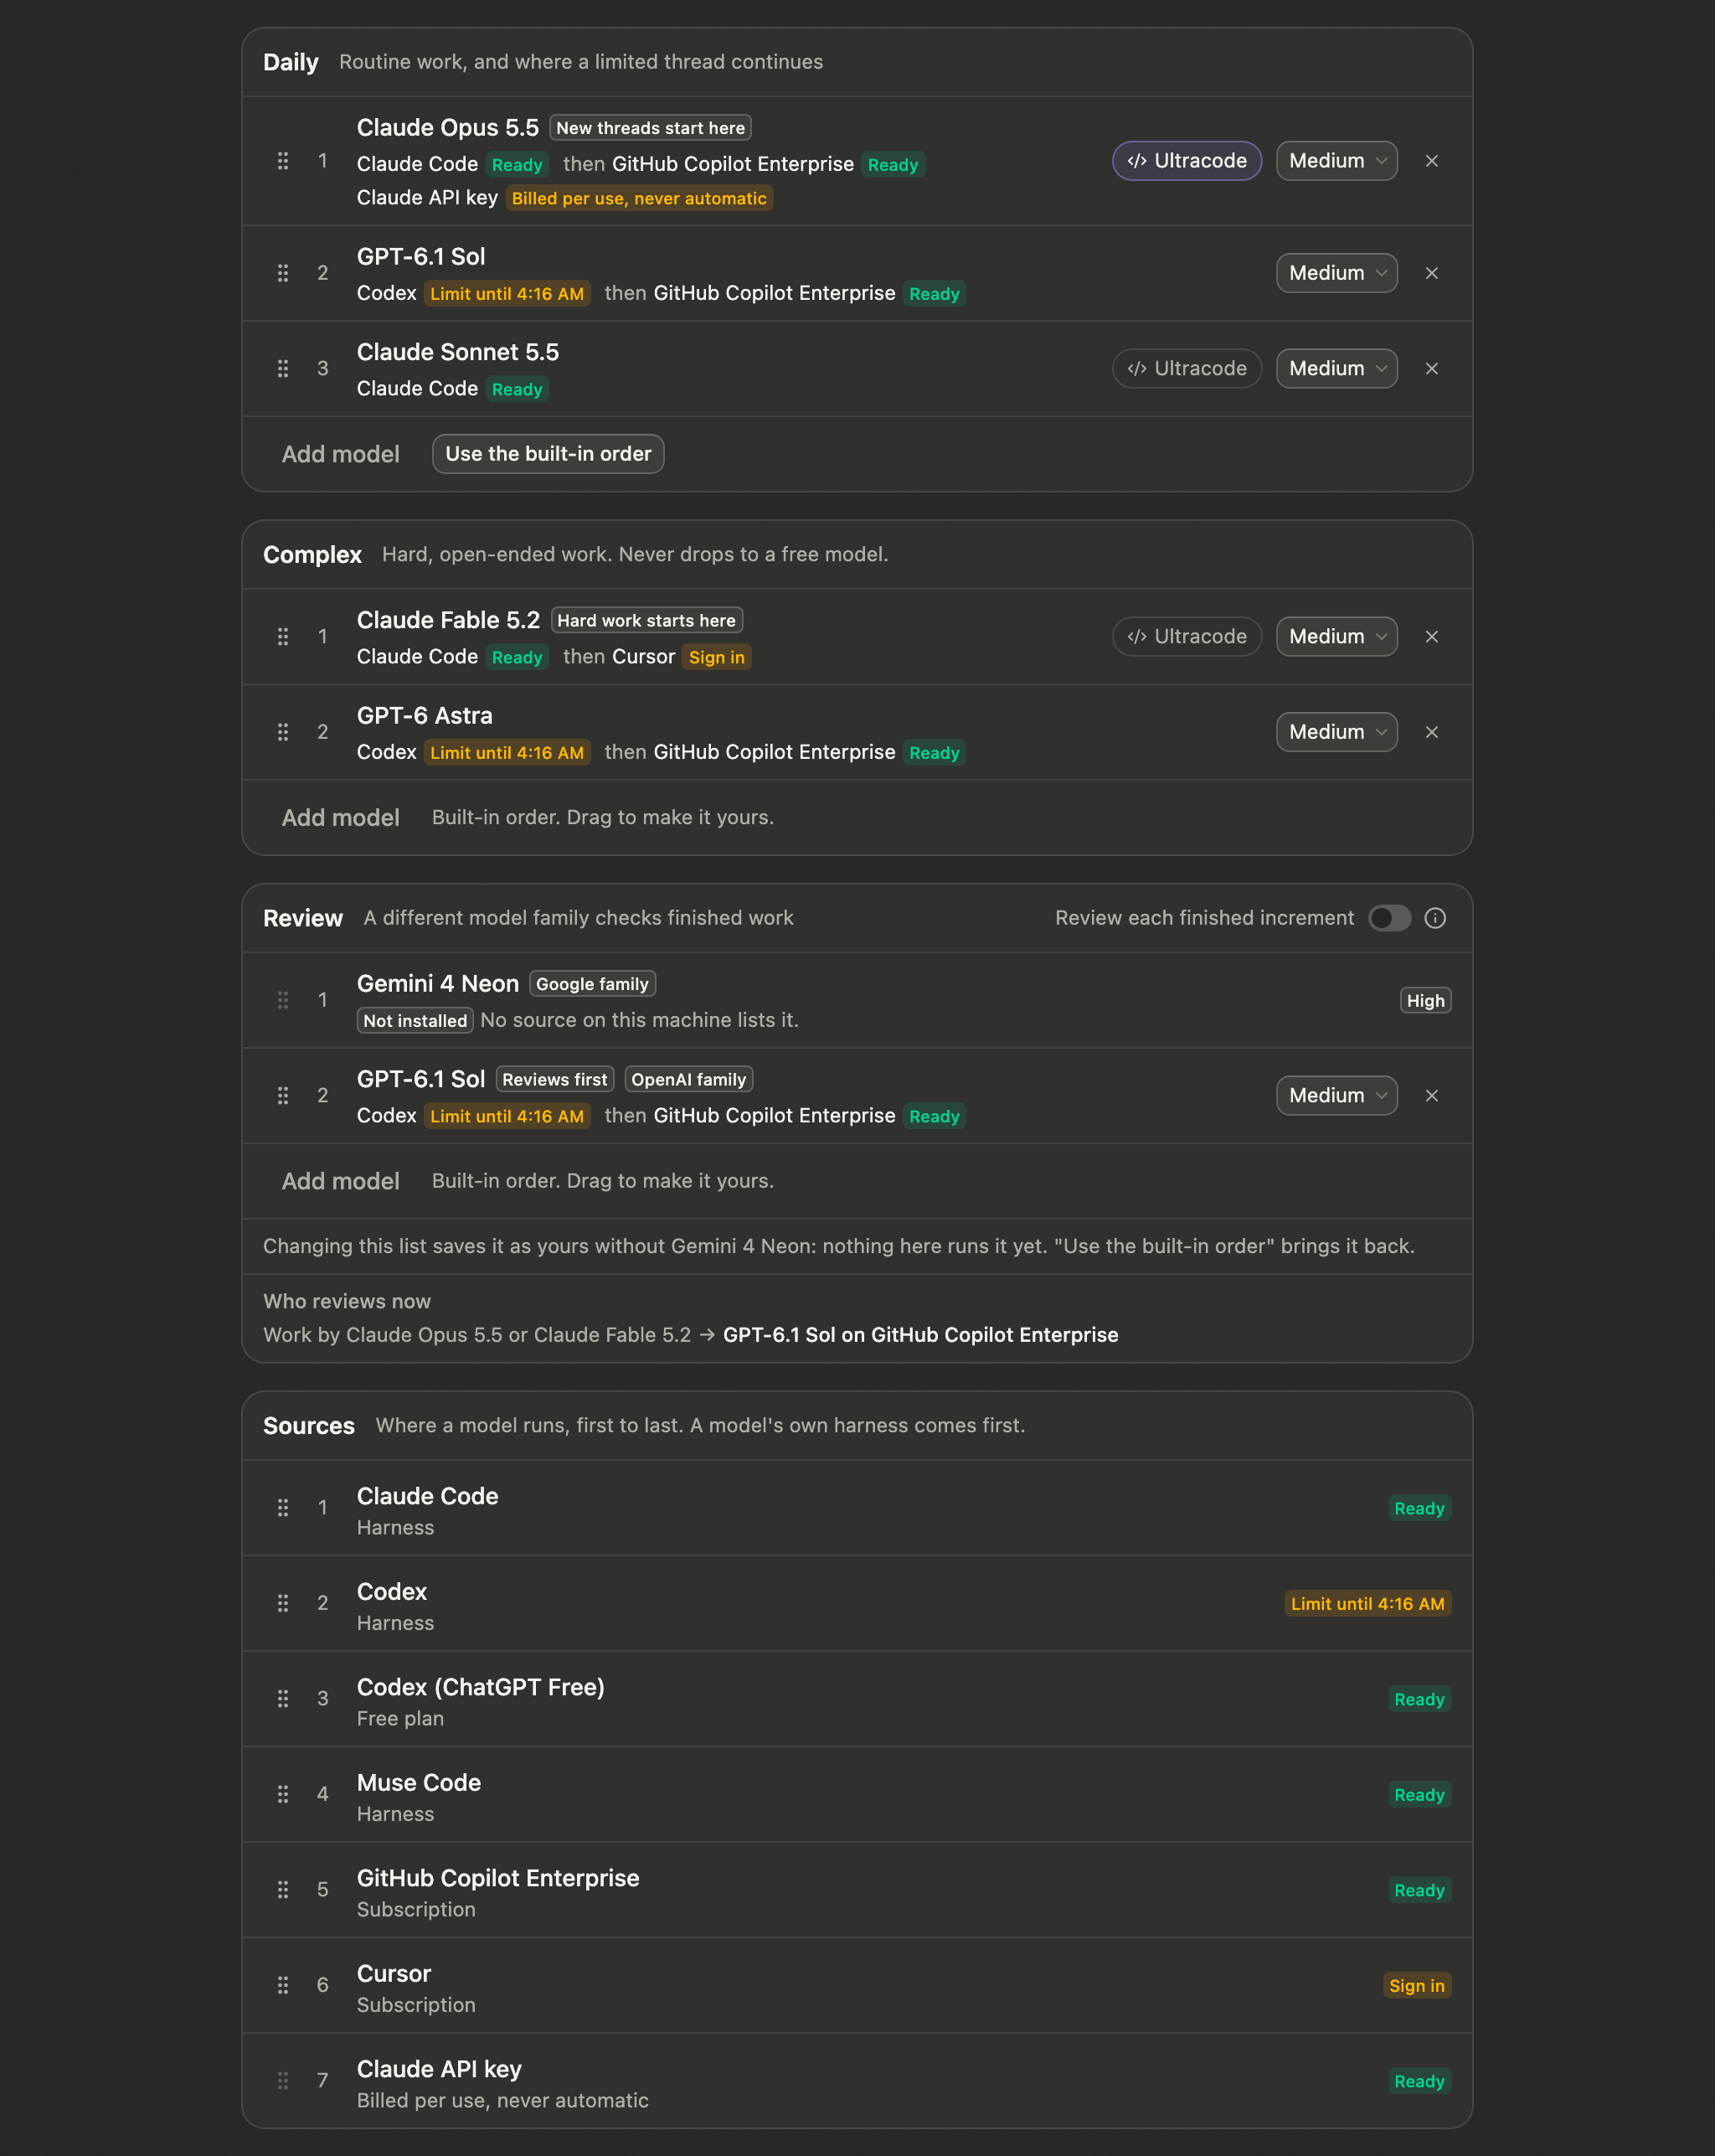 Daily Routine work, and where a limited thread continues
1 Claude Opus 5.5 New threads start here
Claude Code Ready then GitHub Copilot Enterprise Ready
Claude API key Billed per use, never automatic
</> Ultracode Medium
2 GPT-6.1 Sol
Codex Limit until 4:16 AM then GitHub Copilot Enterprise Ready
Medium
3 Claude Sonnet 5.5
Claude Code Ready
</> Ultracode Medium
Add model Use the built-in order
Complex Hard, open-ended work. Never drops to a free model.
1 Claude Fable 5.2 Hard work starts here
Claude Code Ready then Cursor Sign in
</> Ultracode Medium
2 GPT-6 Astra
Codex Limit until 4:16 AM then GitHub Copilot Enterprise Ready
Medium
Add model Built-in order. Drag to make it yours.
Review A different model family checks finished work Review each finished increment
1 Gemini 4 Neon Google family
Not installed No source on this machine lists it.
High
2 GPT-6.1 Sol Reviews first OpenAI family
Codex Limit until 4:16 AM then GitHub Copilot Enterprise Ready
Medium
Add model Built-in order. Drag to make it yours.
Changing this list saves it as yours without Gemini 4 Neon: nothing here runs it yet. "Use the built-in order" brings it back.
Who reviews now
Work by Claude Opus 5.5 or Claude Fable 5.2 → GPT-6.1 Sol on GitHub Copilot Enterprise
Sources Where a model runs, first to last. A model's own harness comes first.
1 Claude Code Ready
Harness
2 Codex Limit until 4:16 AM
Harness
3 Codex (ChatGPT Free) Ready
Free plan
4 Muse Code Ready
Harness
5 GitHub Copilot Enterprise Ready
Subscription
6 Cursor Sign in
Subscription
7 Claude API key Ready
Billed per use, never automatic